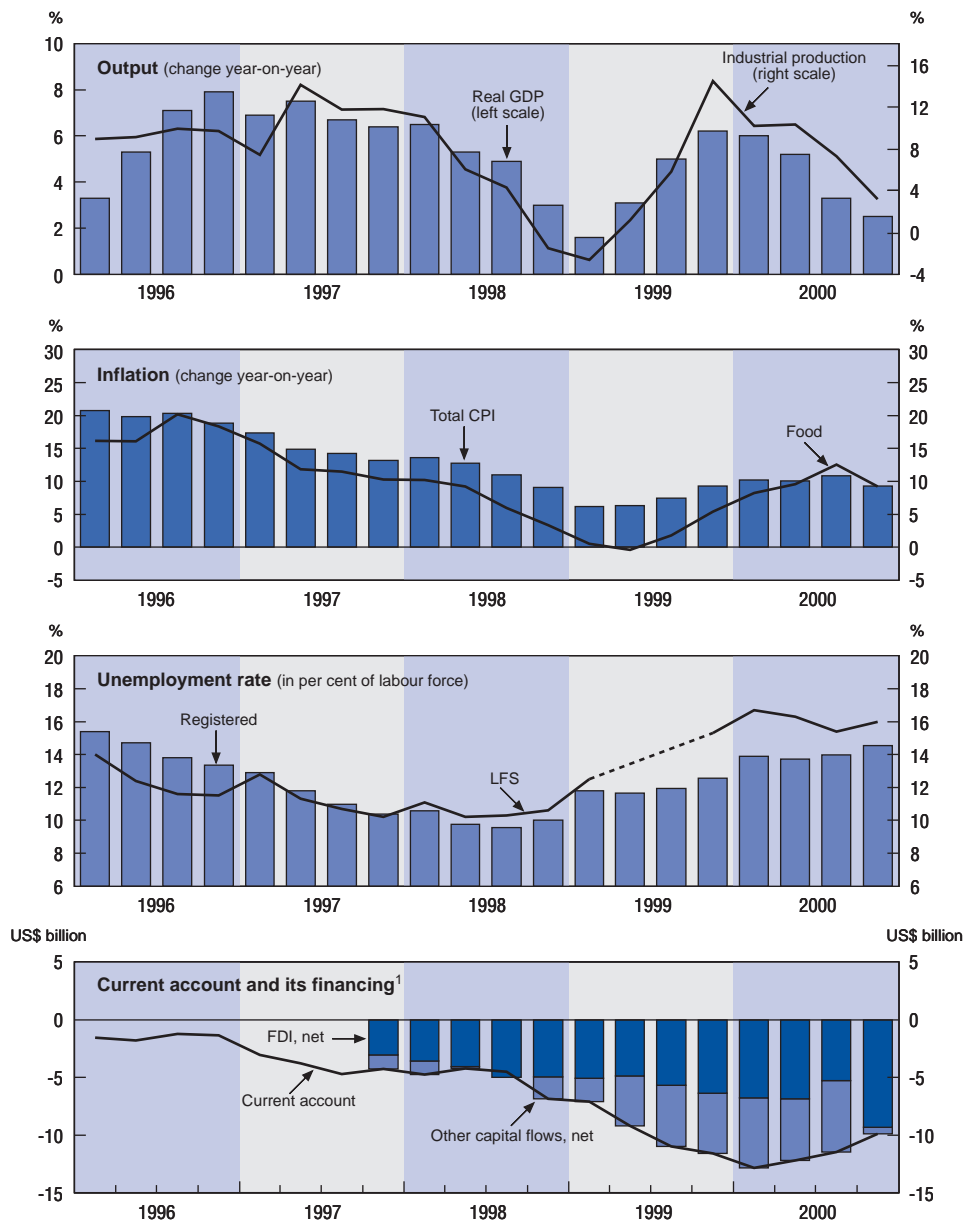 %
%
Output (change year-on-year)
Industrial production
(right scale)
Real GDP
(left scale)
10
8
6
4
2
0
16
12
8
4
0
-4
1996 1997 1998 1999 2000
%
%
Inflation (change year-on-year)
Total CPI
Food
30
25
20
15
10
5
0
-5
30
25
20
15
10
5
0
-5
1996 1997 1998 1999 2000
%
%
Unemployment rate (in per cent of labour force)
Registered
LFS
20
18
16
14
12
10
8
6
20
18
16
14
12
10
8
6
1996 1997 1998 1999 2000
US$ billion
US$ billion
Current account and its financing1
FDI, net
Current account
Other capital flows, net
5
0
-5
-10
-15
5
0
-5
-10
-15
1996 1997 1998 1999 2000